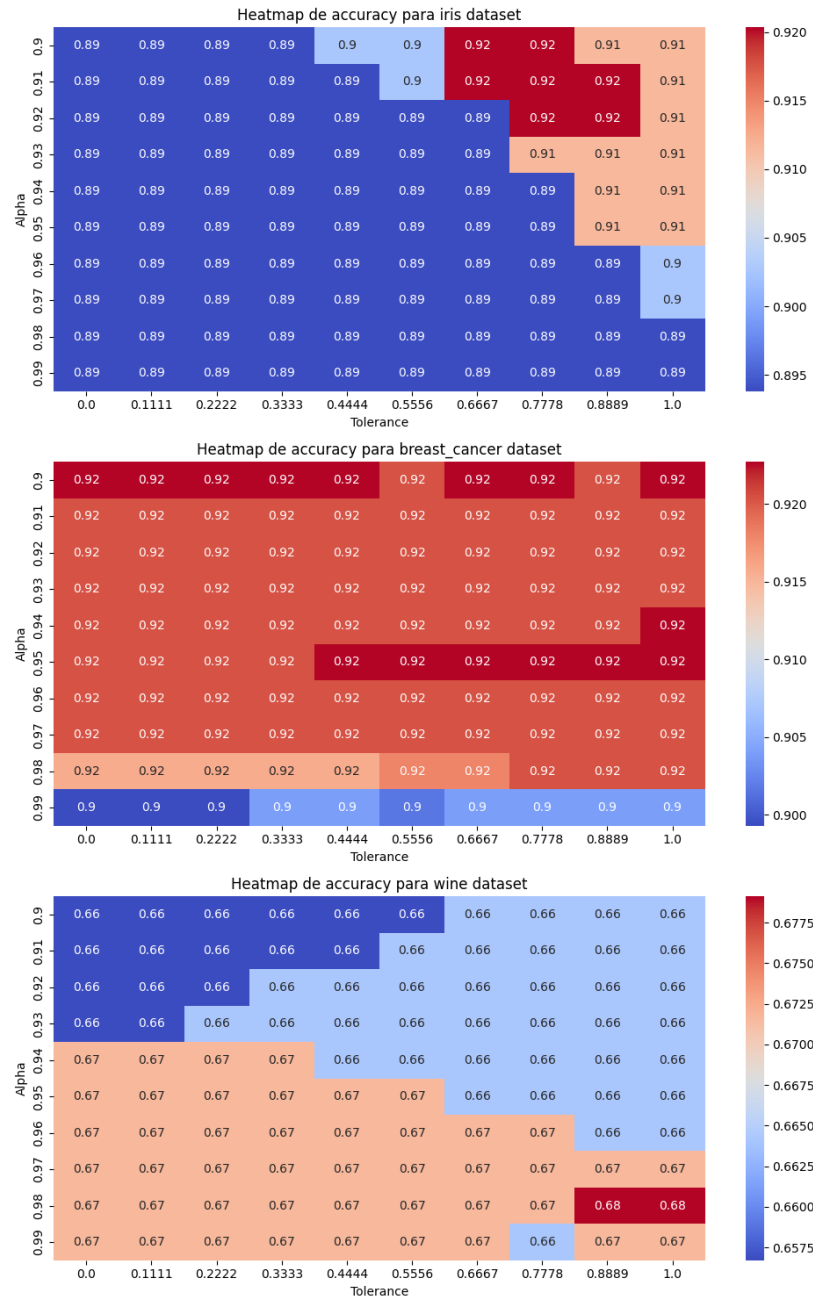 Heatmap de accuracy para iris dataset
0.9 0.89 0.89 0.89 0.89 0.9 0.9 0.92 0.92 0.91 0.91
0.91 0.89 0.89 0.89 0.89 0.89 0.9 0.92 0.92 0.92 0.91
0.92 0.89 0.89 0.89 0.89 0.89 0.89 0.89 0.92 0.92 0.91
0.93 0.89 0.89 0.89 0.89 0.89 0.89 0.89 0.91 0.91 0.91
0.94 0.89 0.89 0.89 0.89 0.89 0.89 0.89 0.89 0.91 0.91
0.95 0.89 0.89 0.89 0.89 0.89 0.89 0.89 0.89 0.91 0.91
0.96 0.89 0.89 0.89 0.89 0.89 0.89 0.89 0.89 0.89 0.9
0.97 0.89 0.89 0.89 0.89 0.89 0.89 0.89 0.89 0.89 0.9
0.98 0.89 0.89 0.89 0.89 0.89 0.89 0.89 0.89 0.89 0.89
0.99 0.89 0.89 0.89 0.89 0.89 0.89 0.89 0.89 0.89 0.89
Alpha
0.0 0.1111 0.2222 0.3333 0.4444 0.5556 0.6667 0.7778 0.8889 1.0
Tolerance
0.920
0.915
0.910
0.905
0.900
0.895
Heatmap de accuracy para breast_cancer dataset
0.9 0.92 0.92 0.92 0.92 0.92 0.92 0.92 0.92 0.92 0.92
0.91 0.92 0.92 0.92 0.92 0.92 0.92 0.92 0.92 0.92 0.92
0.92 0.92 0.92 0.92 0.92 0.92 0.92 0.92 0.92 0.92 0.92
0.93 0.92 0.92 0.92 0.92 0.92 0.92 0.92 0.92 0.92 0.92
0.94 0.92 0.92 0.92 0.92 0.92 0.92 0.92 0.92 0.92 0.92
0.95 0.92 0.92 0.92 0.92 0.92 0.92 0.92 0.92 0.92 0.92
0.96 0.92 0.92 0.92 0.92 0.92 0.92 0.92 0.92 0.92 0.92
0.97 0.92 0.92 0.92 0.92 0.92 0.92 0.92 0.92 0.92 0.92
0.98 0.92 0.92 0.92 0.92 0.92 0.92 0.92 0.92 0.92 0.92
0.99 0.9 0.9 0.9 0.9 0.9 0.9 0.9 0.9 0.9 0.9
Alpha
0.0 0.1111 0.2222 0.3333 0.4444 0.5556 0.6667 0.7778 0.8889 1.0
Tolerance
0.920
0.915
0.910
0.905
0.900
Heatmap de accuracy para wine dataset
0.9 0.66 0.66 0.66 0.66 0.66 0.66 0.66 0.66 0.66 0.66
0.91 0.66 0.66 0.66 0.66 0.66 0.66 0.66 0.66 0.66 0.66
0.92 0.66 0.66 0.66 0.66 0.66 0.66 0.66 0.66 0.66 0.66
0.93 0.66 0.66 0.66 0.66 0.66 0.66 0.66 0.66 0.66 0.66
0.94 0.67 0.67 0.67 0.67 0.66 0.66 0.66 0.66 0.66 0.66
0.95 0.67 0.67 0.67 0.67 0.67 0.67 0.66 0.66 0.66 0.66
0.96 0.67 0.67 0.67 0.67 0.67 0.67 0.67 0.67 0.66 0.66
0.97 0.67 0.67 0.67 0.67 0.67 0.67 0.67 0.67 0.67 0.67
0.98 0.67 0.67 0.67 0.67 0.67 0.67 0.67 0.67 0.68 0.68
0.99 0.67 0.67 0.67 0.67 0.67 0.67 0.67 0.66 0.67 0.67
Alpha
0.0 0.1111 0.2222 0.3333 0.4444 0.5556 0.6667 0.7778 0.8889 1.0
Tolerance
0.6775
0.6750
0.6725
0.6700
0.6675
0.6650
0.6625
0.6600
0.6575